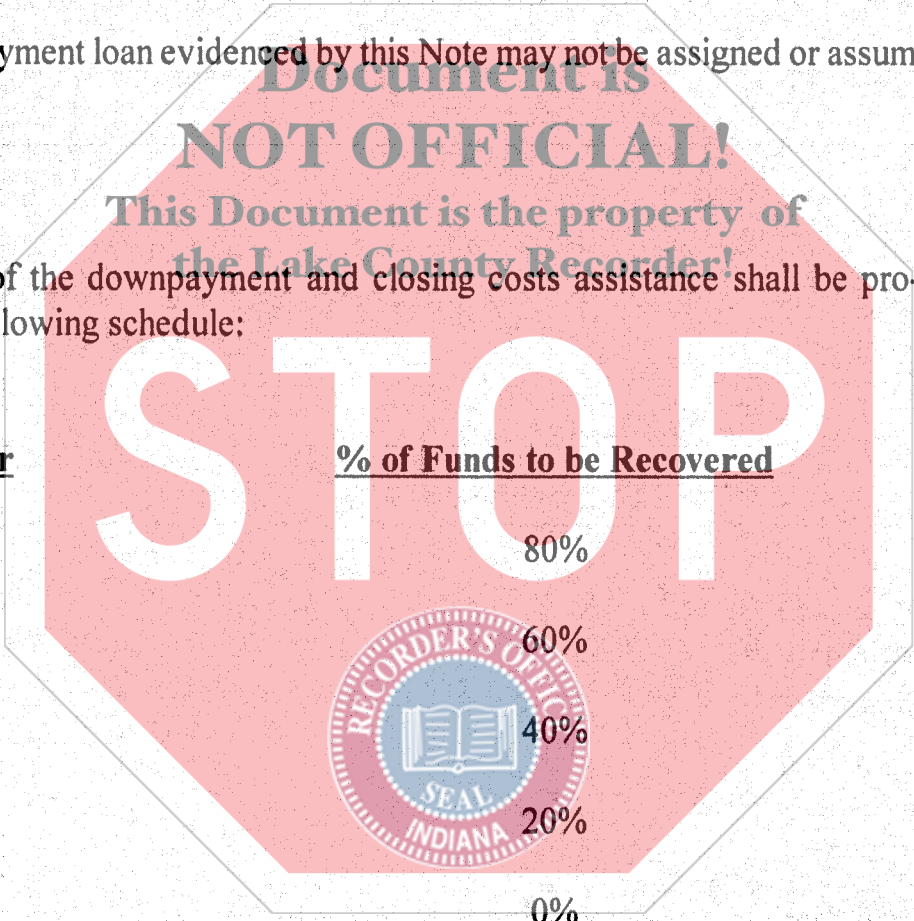 yment loan evidenced by this Note may not be assigned or assum
Document is
NOT OFFICIAL!
This Document is the property of
the Lake County Recorder!
of the downpayment and closing costs assistance shall be pro-
lowing schedule:
STOP
r % of Funds to be Recovered
80%
60%
40%
20%
0%
RECORDER'S OFFIC
SEAL
INDIANA